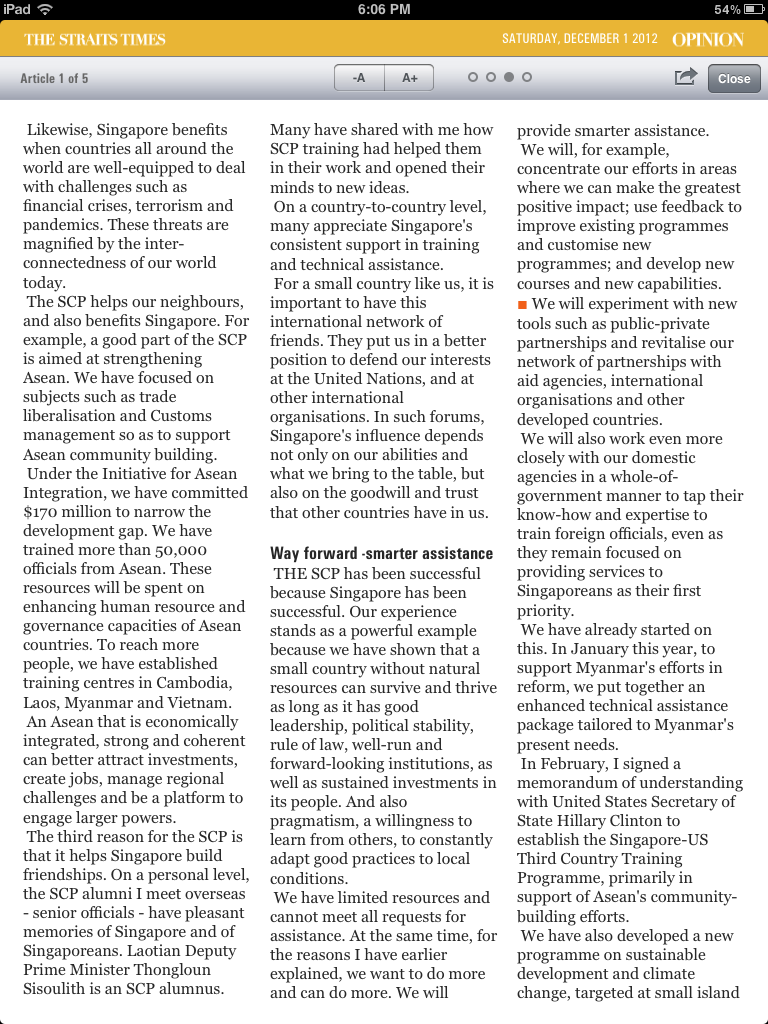 iPad
6:06 PM
54%
THE STRAITS TIMES
SATURDAY, DECEMBER 1 2012
OPINION
Article 1 of 5
-A
A+
Close
Likewise, Singapore benefits
when countries all around the
world are well-equipped to deal
with challenges such as
financial crises, terrorism and
pandemics. These threats are
magnified by the inter-
connectedness of our world
today.
The SCP helps our neighbours,
and also benefits Singapore. For
example, a good part of the SCP
is aimed at strengthening
Asean. We have focused on
subjects such as trade
liberalisation and Customs
management so as to support
Asean community building.
Under the Initiative for Asean
Integration, we have committed
$170 million to narrow the
development gap. We have
trained more than 50,000
officials from Asean. These
resources will be spent on
enhancing human resource and
governance capacities of Asean
countries. To reach more
people, we have established
training centres in Cambodia,
Laos, Myanmar and Vietnam.
An Asean that is economically
integrated, strong and coherent
can better attract investments,
create jobs, manage regional
challenges and be a platform to
engage larger powers.
The third reason for the SCP is
that it helps Singapore build
friendships. On a personal level,
the SCP alumni I meet overseas
- senior officials - have pleasant
memories of Singapore and of
Singaporeans. Laotian Deputy
Prime Minister Thongloun
Sisoulith is an SCP alumnus.
Many have shared with me how
SCP training had helped them
in their work and opened their
minds to new ideas.
On a country-to-country level,
many appreciate Singapore's
consistent support in training
and technical assistance.
For a small country like us, it is
important to have this
international network of
friends. They put us in a better
position to defend our interests
at the United Nations, and at
other international
organisations. In such forums,
Singapore's influence depends
not only on our abilities and
what we bring to the table, but
also on the goodwill and trust
that other countries have in us.
Way forward -smarter assistance
THE SCP has been successful
because Singapore has been
successful. Our experience
stands as a powerful example
because we have shown that a
small country without natural
resources can survive and thrive
as long as it has good
leadership, political stability,
rule of law, well-run and
forward-looking institutions, as
well as sustained investments in
its people. And also
pragmatism, a willingness to
learn from others, to constantly
adapt good practices to local
conditions.
We have limited resources and
cannot meet all requests for
assistance. At the same time, for
the reasons I have earlier
explained, we want to do more
and can do more. We will
provide smarter assistance.
We will, for example,
concentrate our efforts in areas
where we can make the greatest
positive impact; use feedback to
improve existing programmes
and customise new
programmes; and develop new
courses and new capabilities.
■ We will experiment with new
tools such as public-private
partnerships and revitalise our
network of partnerships with
aid agencies, international
organisations and other
developed countries.
We will also work even more
closely with our domestic
agencies in a whole-of-
government manner to tap their
know-how and expertise to
train foreign officials, even as
they remain focused on
providing services to
Singaporeans as their first
priority.
We have already started on
this. In January this year, to
support Myanmar's efforts in
reform, we put together an
enhanced technical assistance
package tailored to Myanmar's
present needs.
In February, I signed a
memorandum of understanding
with United States Secretary of
State Hillary Clinton to
establish the Singapore-US
Third Country Training
Programme, primarily in
support of Asean's community-
building efforts.
We have also developed a new
programme on sustainable
development and climate
change, targeted at small island